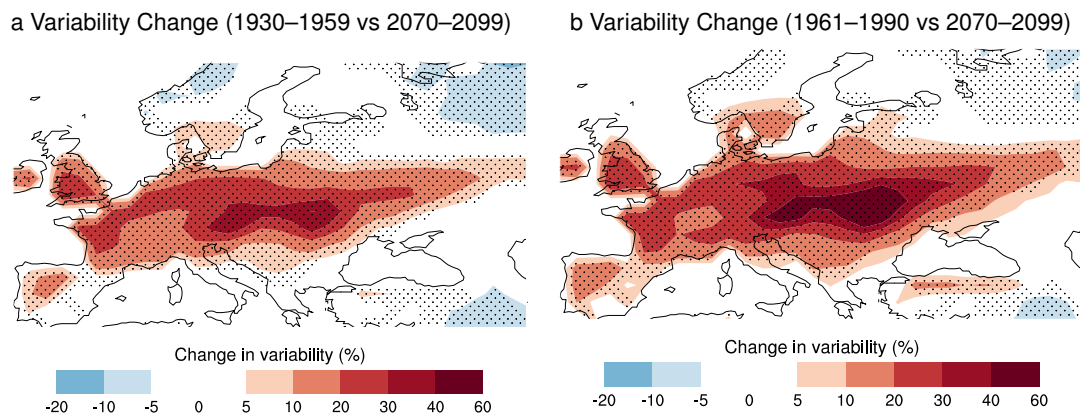 a Variability Change (1930–1959 vs 2070–2099)
b Variability Change (1961–1990 vs 2070–2099)
Change in variability (%)
-20 -10 -5 0 5 10 20 30 40 60
Change in variability (%)
-20 -10 -5 0 5 10 20 30 40 60